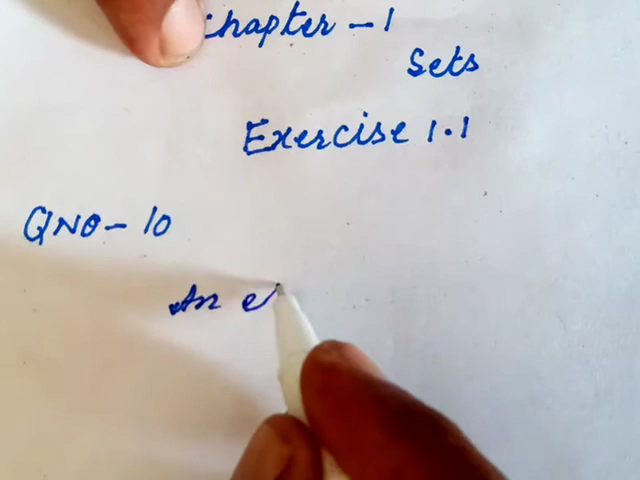 Chapter - 1
Sets
Exercise 1.1
QNO - 10
An e